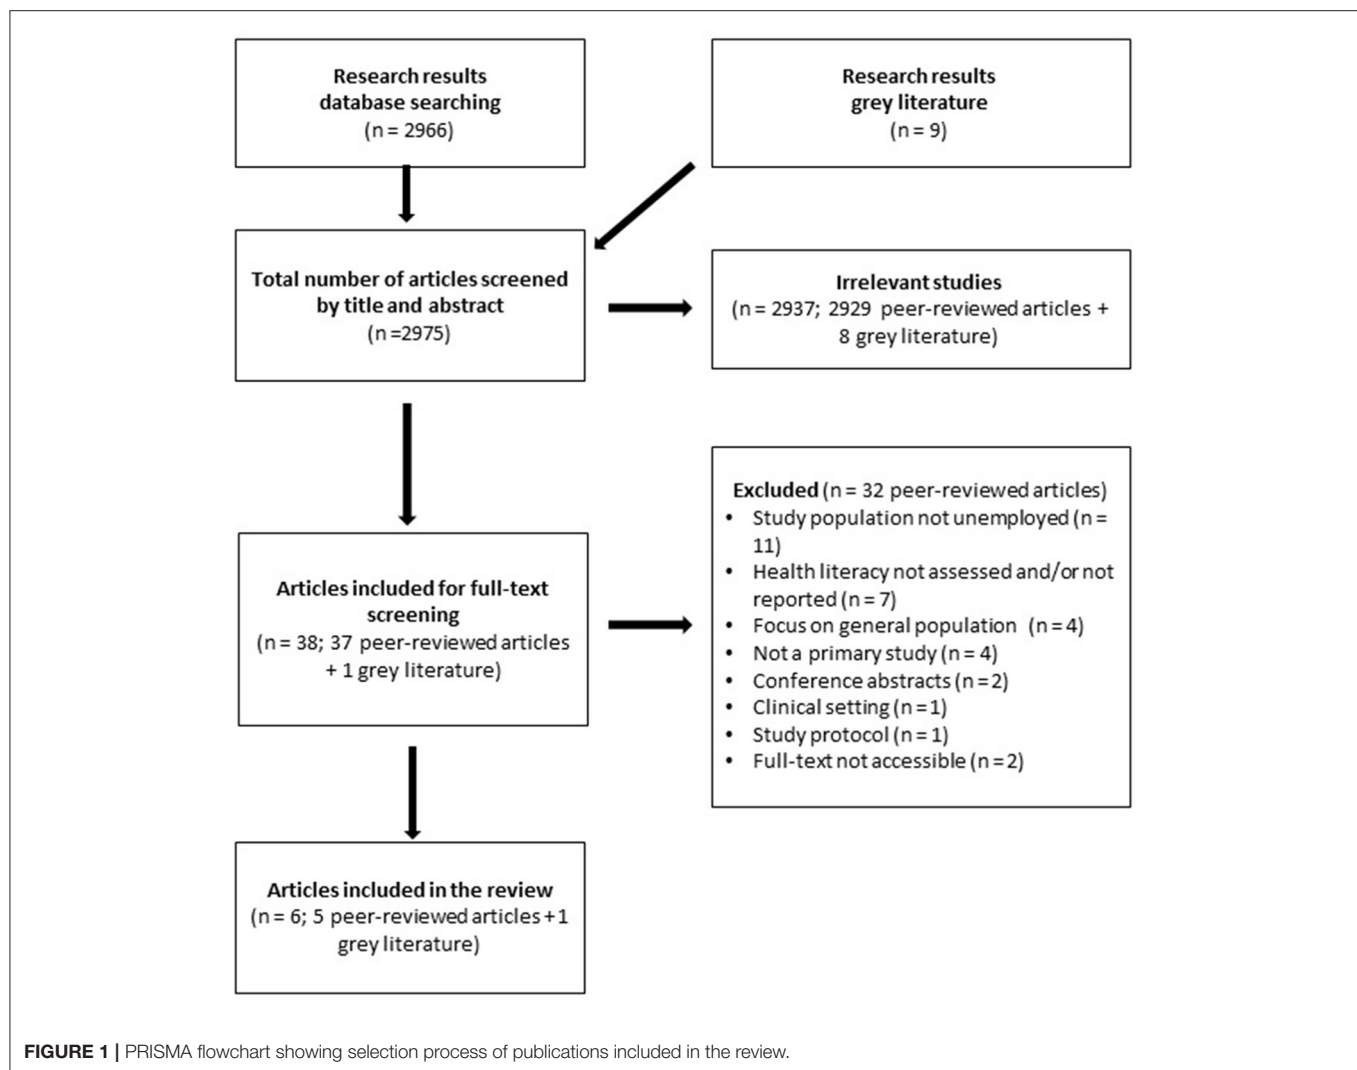 Research results
database searching
(n = 2966)
Research results
grey literature
(n = 9)
Total number of articles screened
by title and abstract
(n =2975)
Irrelevant studies
(n = 2937; 2929 peer-reviewed articles +
8 grey literature)
Articles included for full-text
screening
(n = 38; 37 peer-reviewed articles
+ 1 grey literature)
Excluded (n = 32 peer-reviewed articles)
• Study population not unemployed (n =
11)
• Health literacy not assessed and/or not
reported (n = 7)
• Focus on general population (n = 4)
• Not a primary study (n = 4)
• Conference abstracts (n = 2)
• Clinical setting (n = 1)
• Study protocol (n = 1)
• Full-text not accessible (n = 2)
Articles included in the review
(n = 6; 5 peer-reviewed articles +1
grey literature)
FIGURE 1 | PRISMA flowchart showing selection process of publications included in the review.